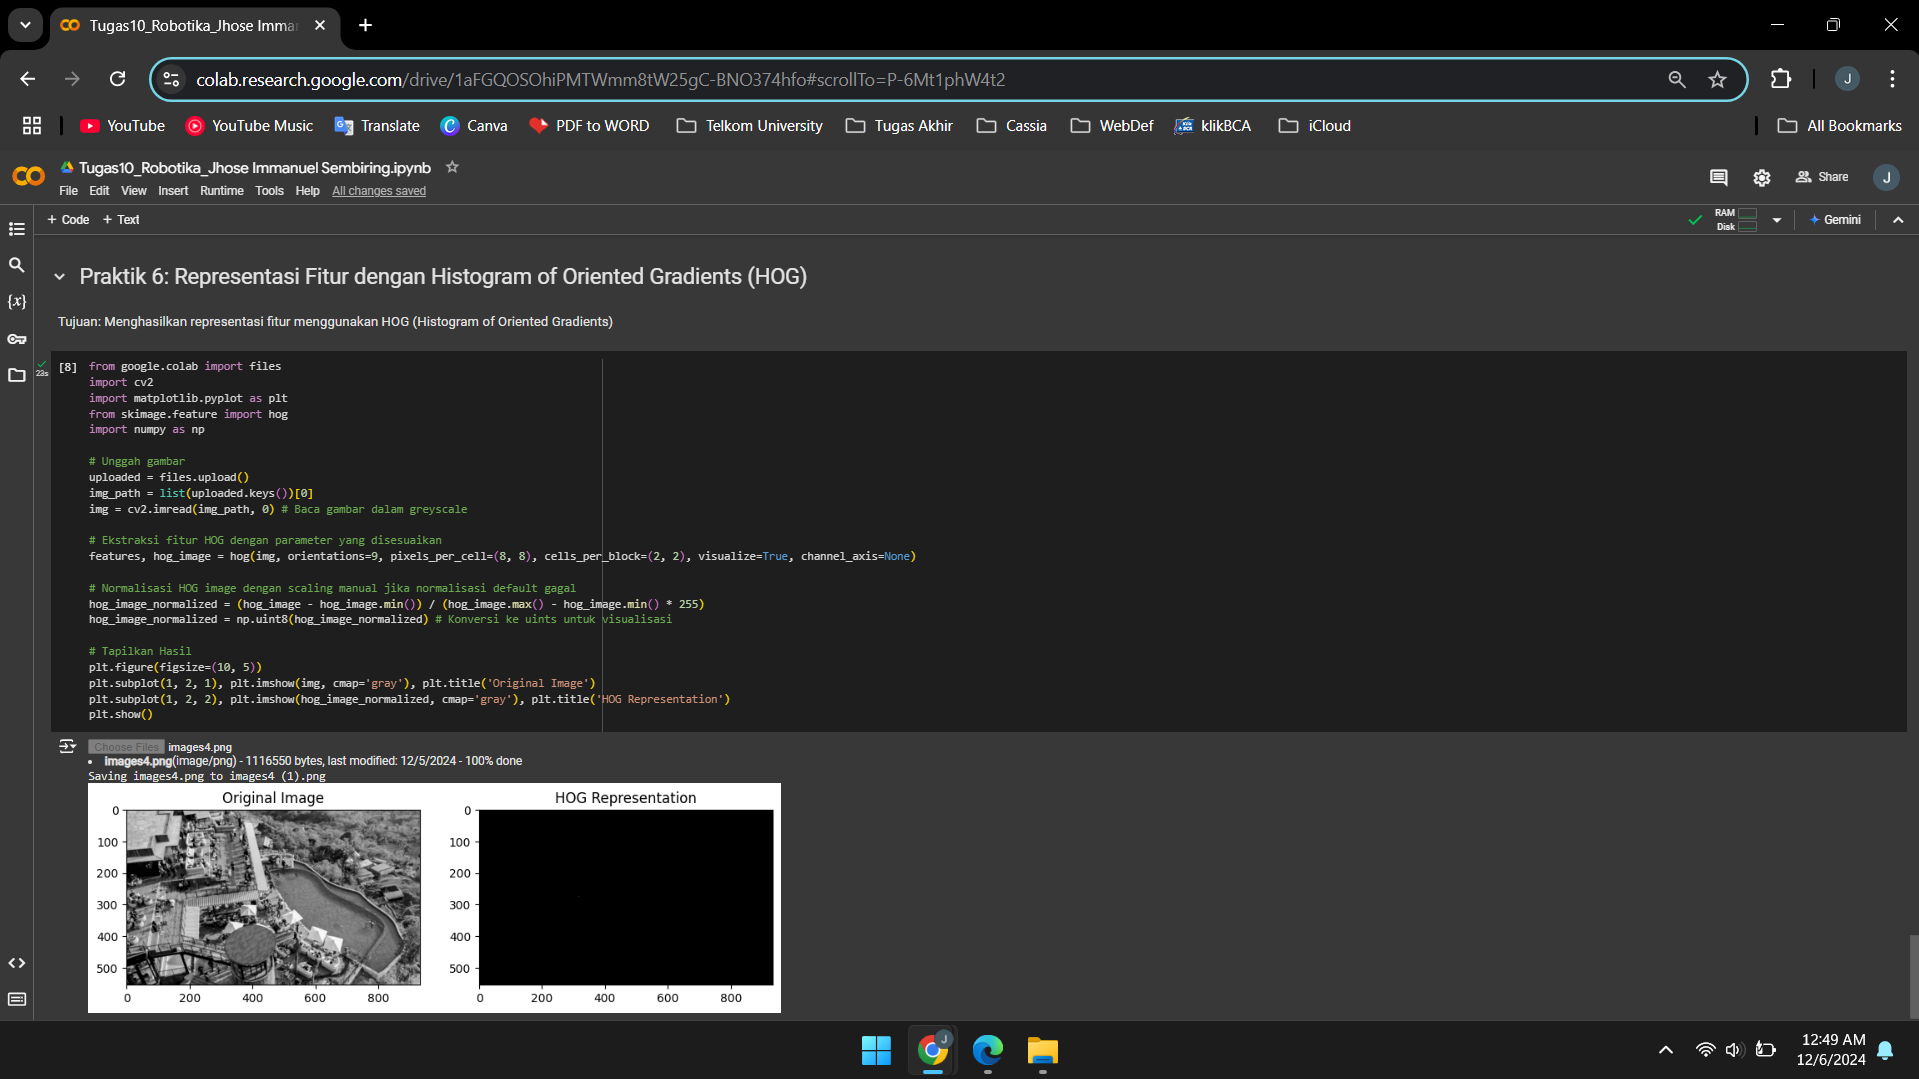 Tugas10_Robotika_Jhose Imma
colab.research.google.com/drive/1aFGQOSOhiPMTWmm8tW25gC-BNO374hfo#scrollTo=P-6Mt1phW4t2
J
YouTube
YouTube Music
Translate
Canva
PDF to WORD
Telkom University
Tugas Akhir
Cassia
WebDef
klikBCA
iCloud
All Bookmarks
Tugas10_Robotika_Jhose Immanuel Sembiring.ipynb
Share
J
File Edit View Insert Runtime Tools Help All changes saved
+ Code + Text
RAM
Disk
Gemini
Praktik 6: Representasi Fitur dengan Histogram of Oriented Gradients (HOG)
{x}
Tujuan: Menghasilkan representasi fitur menggunakan HOG (Histogram of Oriented Gradients)
23s
[8] from google.colab import files
import cv2
import matplotlib.pyplot as plt
from skimage.feature import hog
import numpy as np
# Unggah gambar
uploaded = files.upload()
img_path = list(uploaded.keys())[0]
img = cv2.imread(img_path, 0) # Baca gambar dalam greyscale
# Ekstraksi fitur HOG dengan parameter yang disesuaikan
features, hog_image = hog(img, orientations=9, pixels_per_cell=(8, 8), cells_per_block=(2, 2), visualize=True, channel_axis=None)
# Normalisasi HOG image dengan scaling manual jika normalisasi default gagal
hog_image_normalized = (hog_image - hog_image.min()) / (hog_image.max() - hog_image.min() * 255)
hog_image_normalized = np.uint8(hog_image_normalized) # Konversi ke uints untuk visualisasi
# Tapilkan Hasil
plt.figure(figsize=(10, 5))
plt.subplot(1, 2, 1), plt.imshow(img, cmap='gray'), plt.title('Original Image')
plt.subplot(1, 2, 2), plt.imshow(hog_image_normalized, cmap='gray'), plt.title('HOG Representation')
plt.show()
Choose Files images4.png
images4.png(image/png) - 1116550 bytes, last modified: 12/5/2024 - 100% done
Saving images4.png to images4 (1).png
Original Image
0
100
200
300
400
500
0 200 400 600 800
HOG Representation
0
100
200
300
400
500
0 200 400 600 800
J
12:49 AM
12/6/2024